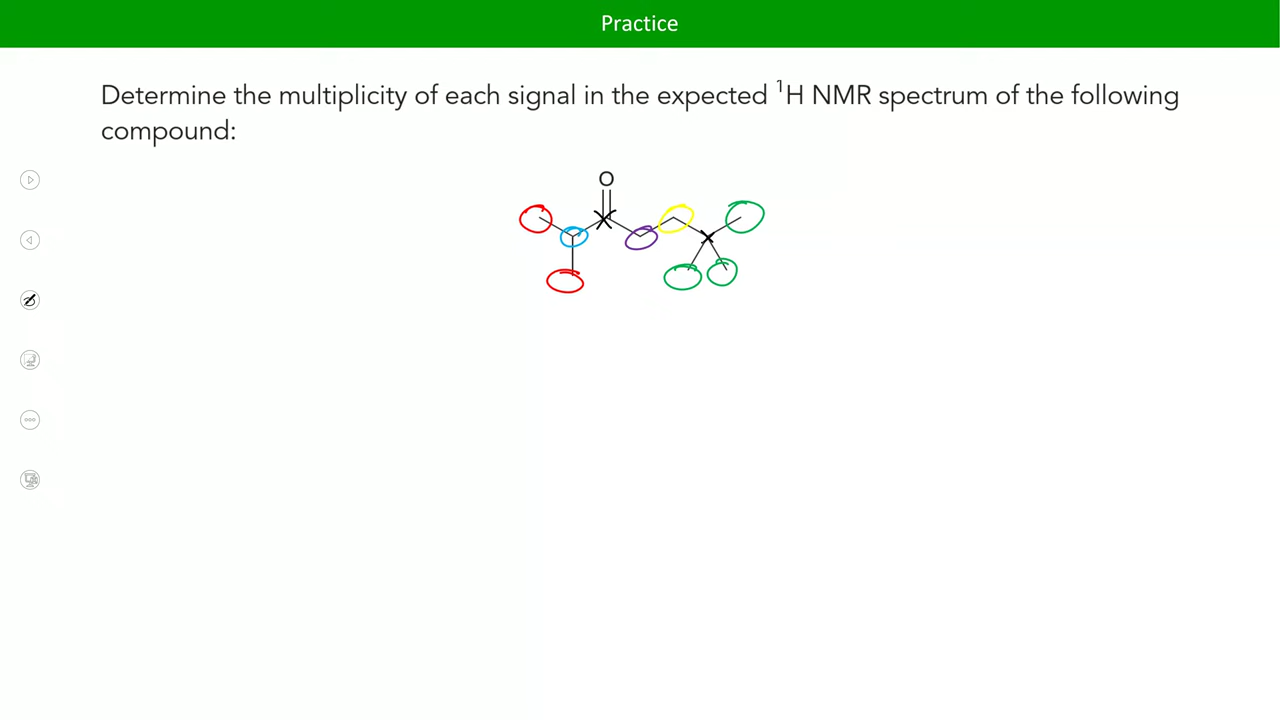 Practice
Determine the multiplicity of each signal in the expected ¹H NMR spectrum of the following
compound:
O